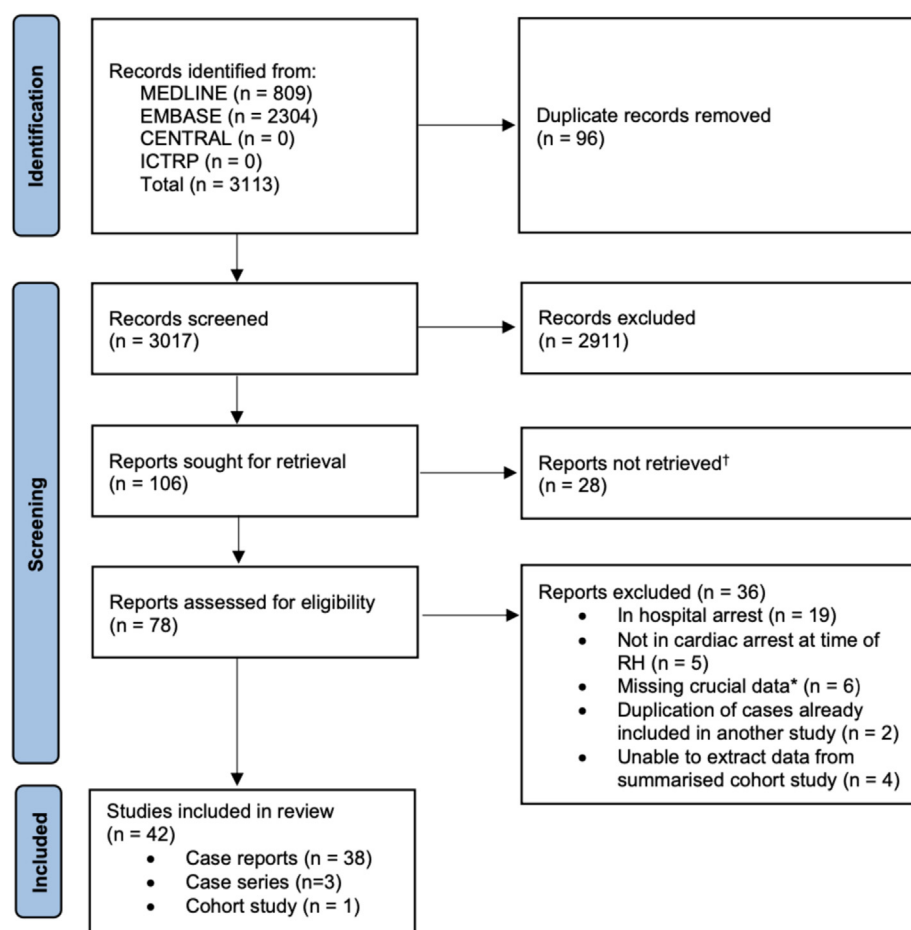 Identification
Records identified from:
MEDLINE (n = 809)
EMBASE (n = 2304)
CENTRAL (n = 0)
ICTRP (n = 0)
Total (n = 3113)
Duplicate records removed
(n = 96)
Screening
Records screened
(n = 3017)
Records excluded
(n = 2911)
Reports sought for retrieval
(n = 106)
Reports not retrieved†
(n = 28)
Reports assessed for eligibility
(n = 78)
Reports excluded (n = 36)
• In hospital arrest (n = 19)
• Not in cardiac arrest at time of
RH (n = 5)
• Missing crucial data* (n = 6)
• Duplication of cases already
included in another study (n = 2)
• Unable to extract data from
summarised cohort study (n = 4)
Included
Studies included in review
(n = 42)
• Case reports (n = 38)
• Case series (n=3)
• Cohort study (n = 1)